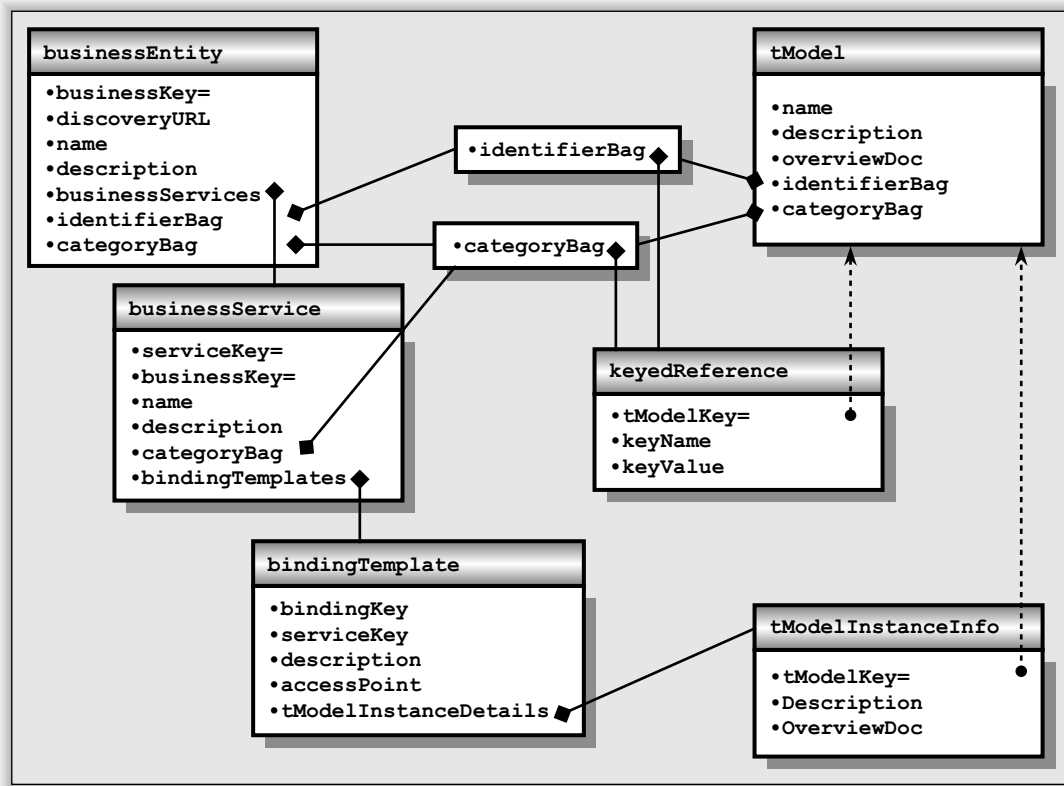 businessEntity
•businessKey=
•discoveryURL
•name
•description
•businessServices
•identifierBag
•categoryBag
•identifierBag
•categoryBag
tModel
•name
•description
•overviewDoc
•identifierBag
•categoryBag
businessService
•serviceKey=
•businessKey=
•name
•description
•categoryBag
•bindingTemplates
keyedReference
•tModelKey=
•keyName
•keyValue
bindingTemplate
•bindingKey
•serviceKey
•description
•accessPoint
•tModelInstanceDetails
tModelInstanceInfo
•tModelKey=
•Description
•OverviewDoc